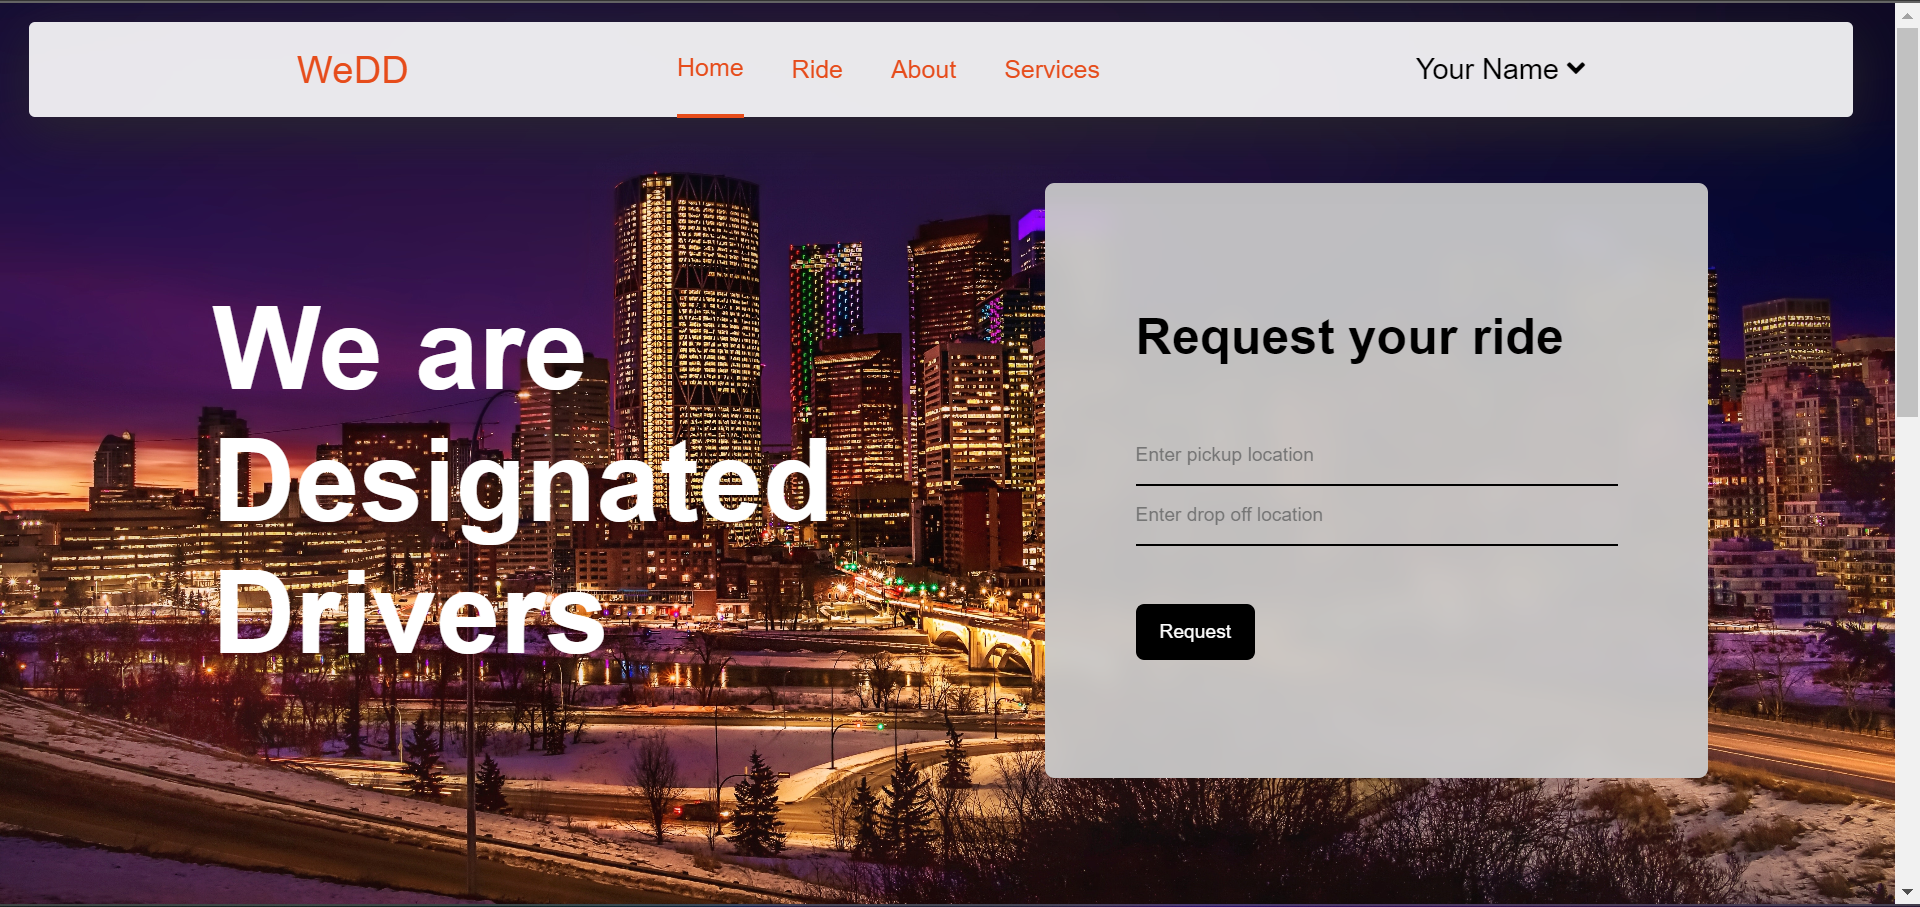 WeDD
Home Ride About Services
Your Name
We are
Designated
Drivers
Request your ride
Enter pickup location
Enter drop off location
Request